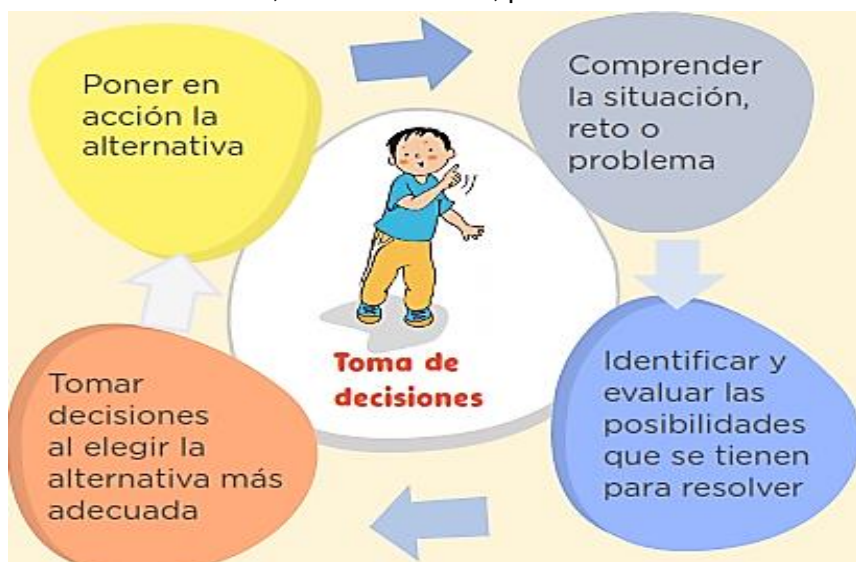 Poner en
acción la
alternativa
Comprender
la situación,
reto o
problema
Toma de
decisiones
Tomar
decisiones
al elegir la
alternativa más
adecuada
Identificar y
evaluar las
posibilidades
que se tienen
para resolver